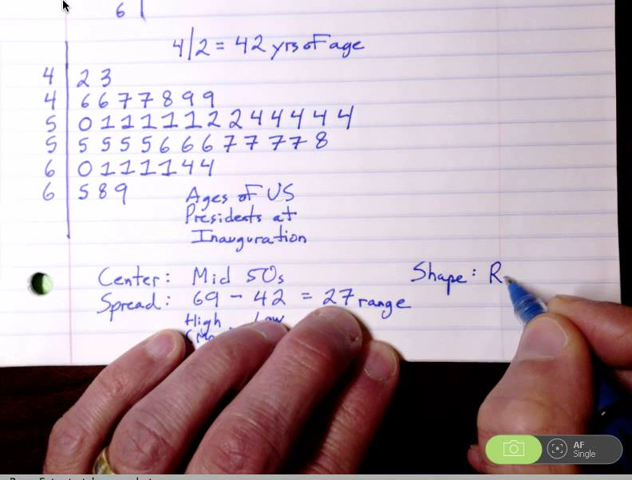 6
4/2 = 42 yrs of age
4 | 2 3
4 | 6 6 7 7 8 9 9
5 | 0 1 1 1 1 1 2 2 4 4 4 4 4
5 | 5 5 5 5 6 6 6 7 7 7 7 8
6 | 0 1 1 1 1 4 4
6 | 5 8 9
Ages of US
Presidents at
Inauguration
Center: Mid 50s
Shape: R
Spread: 69 - 42 = 27 range
High Low
AF
Single